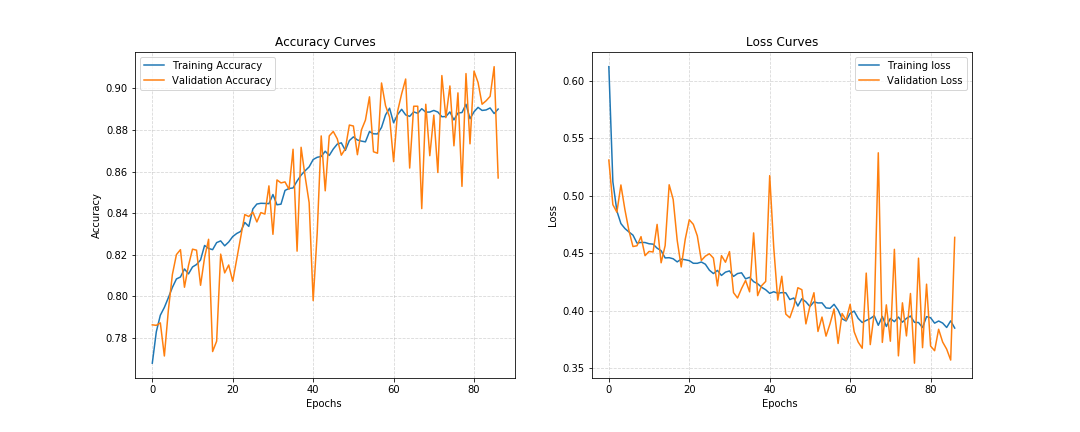 Accuracy Curves
Training Accuracy
Validation Accuracy
Accuracy
0.90
0.88
0.86
0.84
0.82
0.80
0.78
0
20
40
60
80
Epochs
Loss Curves
Training loss
Validation Loss
Loss
0.60
0.55
0.50
0.45
0.40
0.35
0
20
40
60
80
Epochs